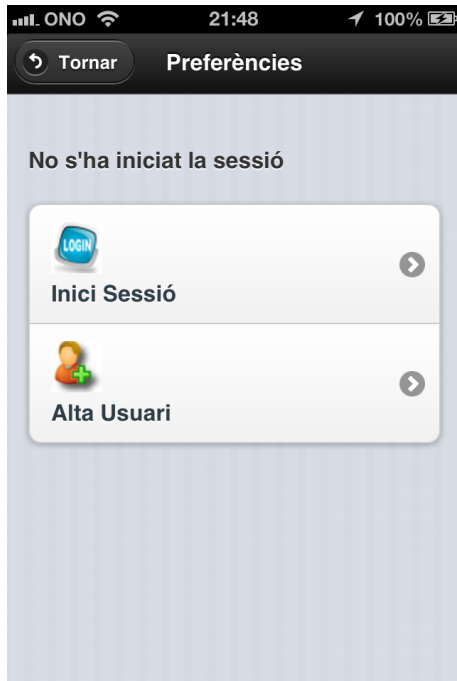 ONO 21:48 100%
Tornar Preferències
No s'ha iniciat la sessió
LOGIN
Inici Sessió
Alta Usuari